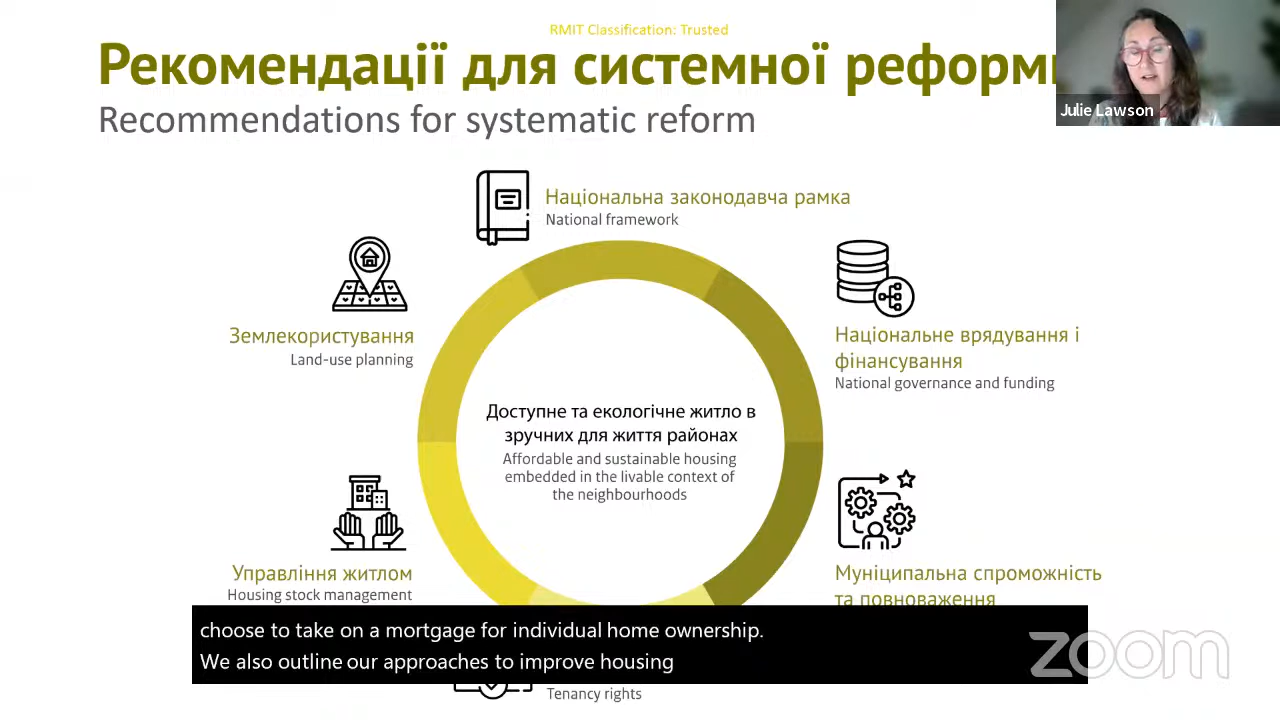 RMIT Classification: Trusted
Рекомендації для системної реформи
Recommendations for systematic reform
Julie Lawson
Національна законодавча рамка
National framework
Землекористування
Land-use planning
Національне врядування і
фінансування
National governance and funding
Доступне та екологічне житло в
зручних для життя районах
Affordable and sustainable housing
embedded in the livable context of
the neighbourhoods
Управління житлом
Housing stock management
Муніципальна спроможність
та повноваження
choose to take on a mortgage for individual home ownership.
We also outline our approaches to improve housing
zoom
Tenancy rights